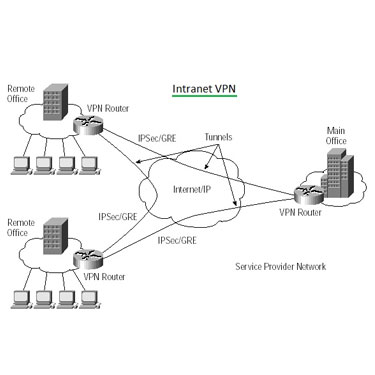 Intranet VPN
Remote
Office
VPN Router
IPSec/GRE
Tunnels
Main
Office
Internet/IP
VPN Router
IPSec/GRE
Remote
Office
IPSec/GRE
VPN Router
Service Provider Network